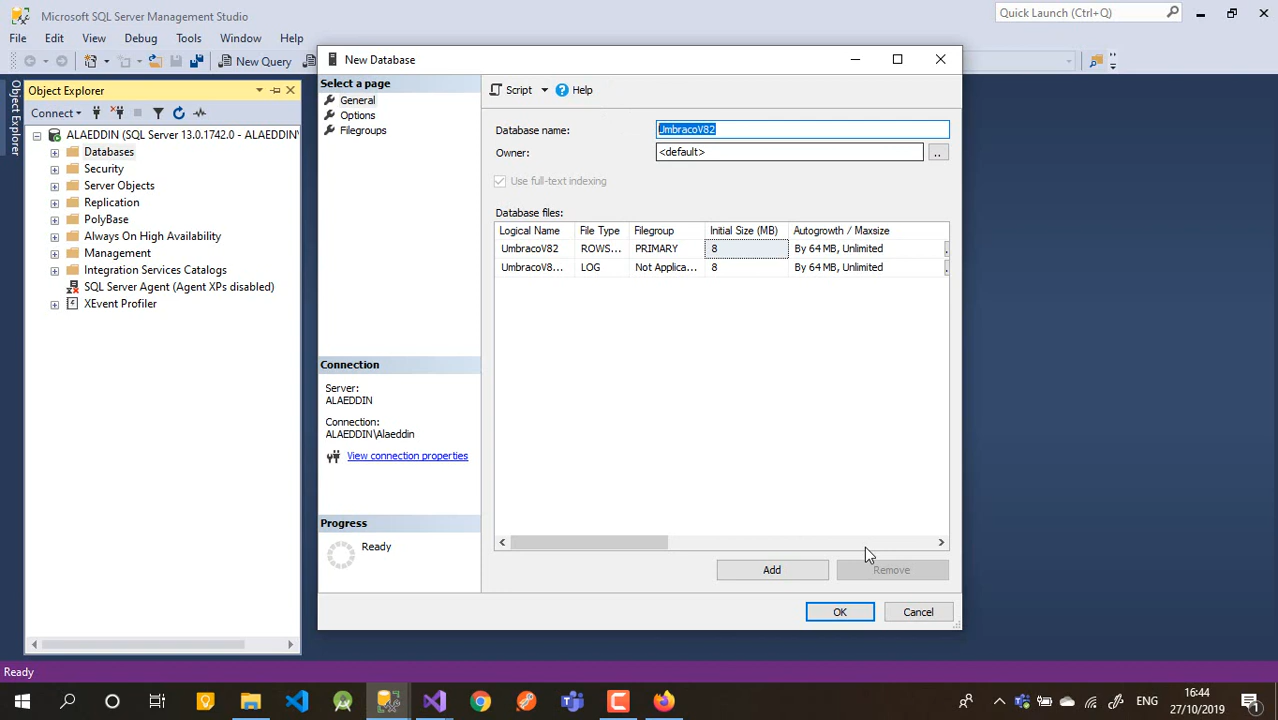 Microsoft SQL Server Management Studio
Quick Launch (Ctrl+Q)
File Edit View Debug Tools Window Help
New Query
Object Explorer
Object Explorer
Connect
ALAEDDIN (SQL Server 13.0.1742.0 - ALAEDDIN\
Databases
Security
Server Objects
Replication
PolyBase
Always On High Availability
Management
Integration Services Catalogs
SQL Server Agent (Agent XPs disabled)
XEvent Profiler
New Database
Select a page
General
Options
Filegroups
Connection
Server:
ALAEDDIN
Connection:
ALAEDDIN\Alaeddin
View connection properties
Progress
Ready
Script Help
Database name: UmbracoV82
Owner: <default> ..
Use full-text indexing
Database files:
Logical Name File Type Filegroup Initial Size (MB) Autogrowth / Maxsize
UmbracoV82 ROWS... PRIMARY 8 By 64 MB, Unlimited
UmbracoV8... LOG Not Applica... 8 By 64 MB, Unlimited
Add Remove
OK Cancel
Ready
ENG
16:44
27/10/2019
1